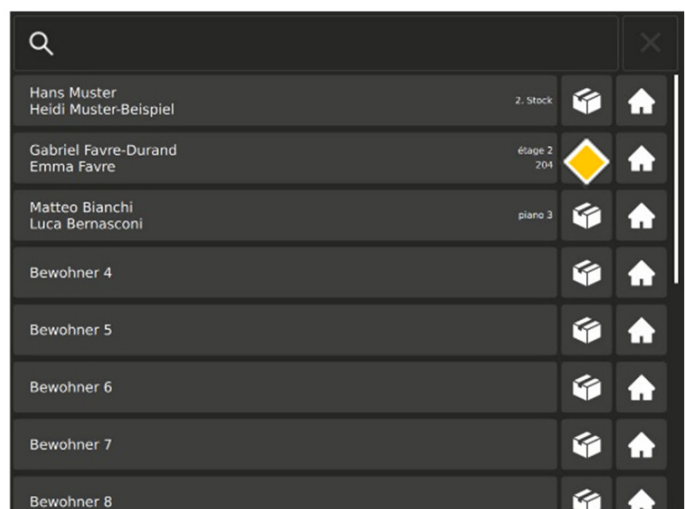 Hans Muster
Heidi Muster-Beispiel
2. Stock
Gabriel Favre-Durand
Emma Favre
étage 2
204
Matteo Bianchi
Luca Bernasconi
piano 3
Bewohner 4
Bewohner 5
Bewohner 6
Bewohner 7
Bewohner 8